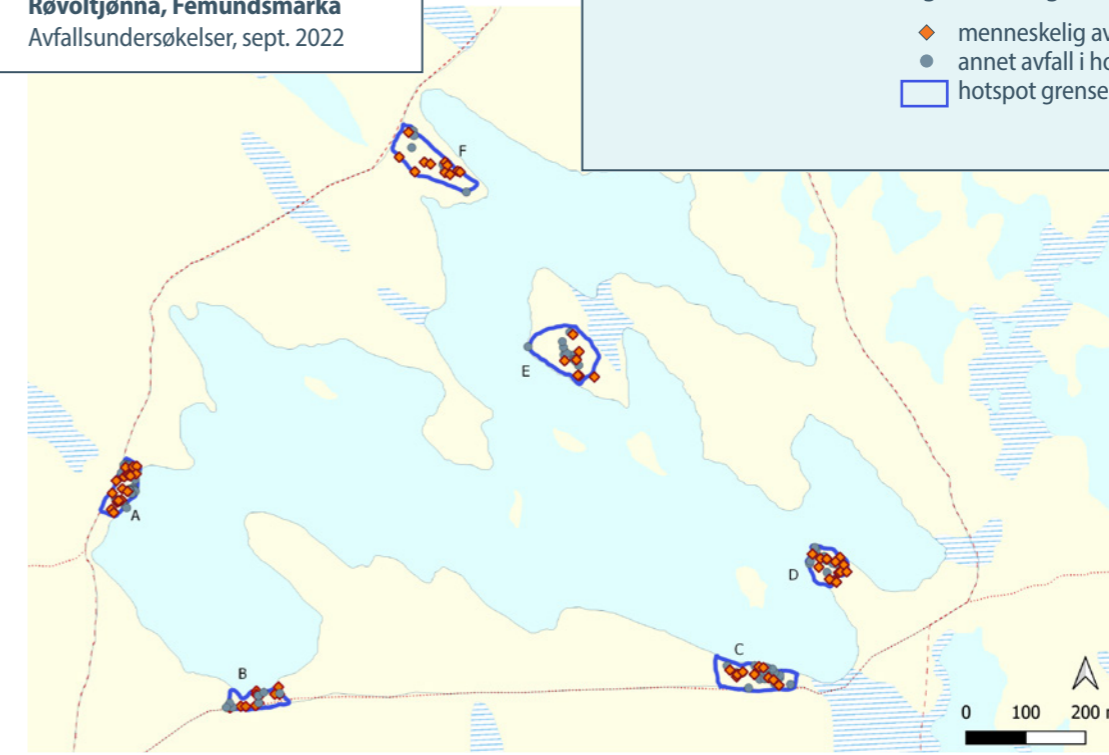 Røvoltjønna, Femundsmarka
Avfallsundersøkelser, sept. 2022
menneskelig av
annet avfall i ho
hotspot grense
F
E
A
D
C
B
0 100 200 m